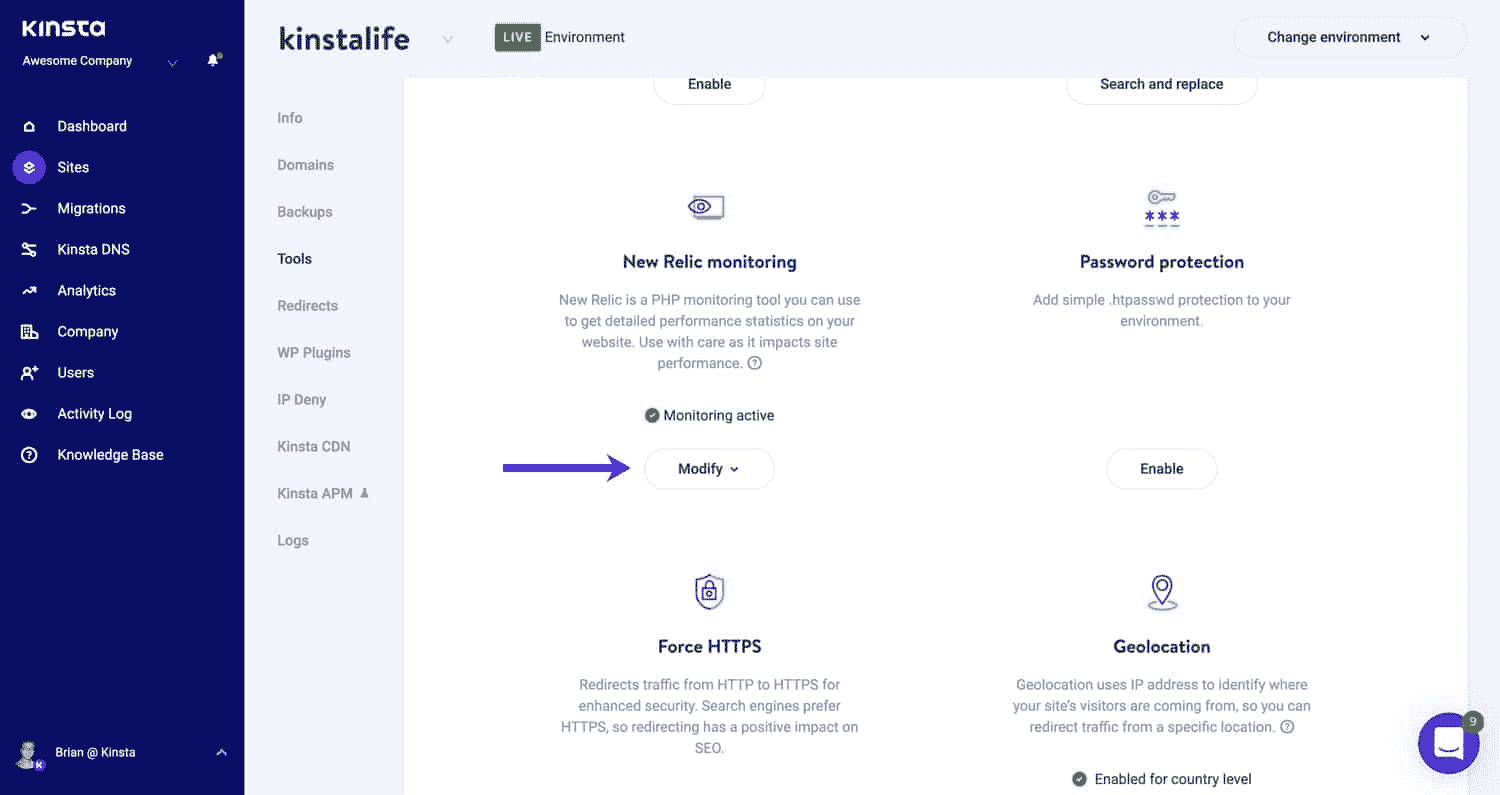 KINSTA
Awesome Company
Dashboard
Sites
Migrations
Kinsta DNS
Analytics
Company
Users
Activity Log
Knowledge Base
K
Brian @ Kinsta
kinstalife
LIVE Environment
Change environment
Info
Domains
Backups
Tools
Redirects
WP Plugins
IP Deny
Kinsta CDN
Kinsta APM
Logs
Enable
Search and replace
New Relic monitoring
New Relic is a PHP monitoring tool you can use
to get detailed performance statistics on your
website. Use with care as it impacts site
performance. ?
Monitoring active
Modify
***
Password protection
Add simple .htpasswd protection to your
environment.
Enable
Force HTTPS
Redirects traffic from HTTP to HTTPS for
enhanced security. Search engines prefer
HTTPS, so redirecting has a positive impact on
SEO.
Geolocation
Geolocation uses IP address to identify where
your site's visitors are coming from, so you can
redirect traffic from a specific location. ?
Enabled for country level
9